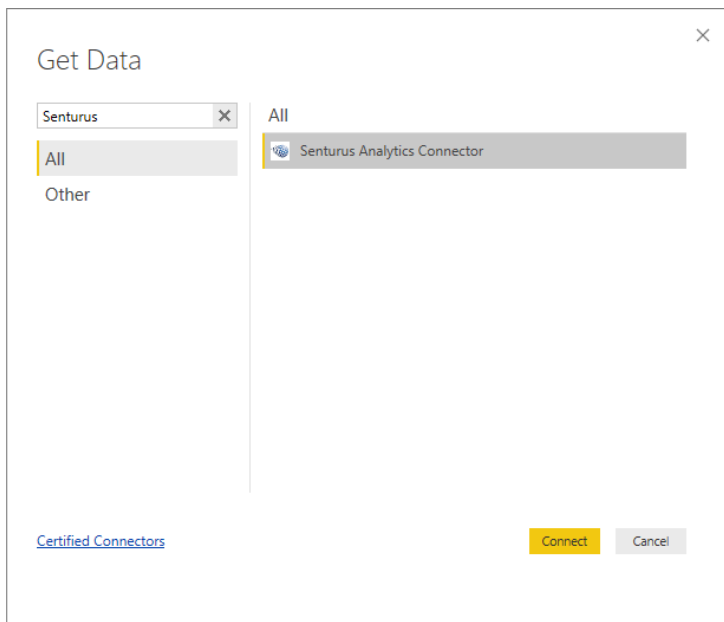 Get Data
Senturus
All
Other
All
Senturus Analytics Connector
Certified Connectors
Connect
Cancel